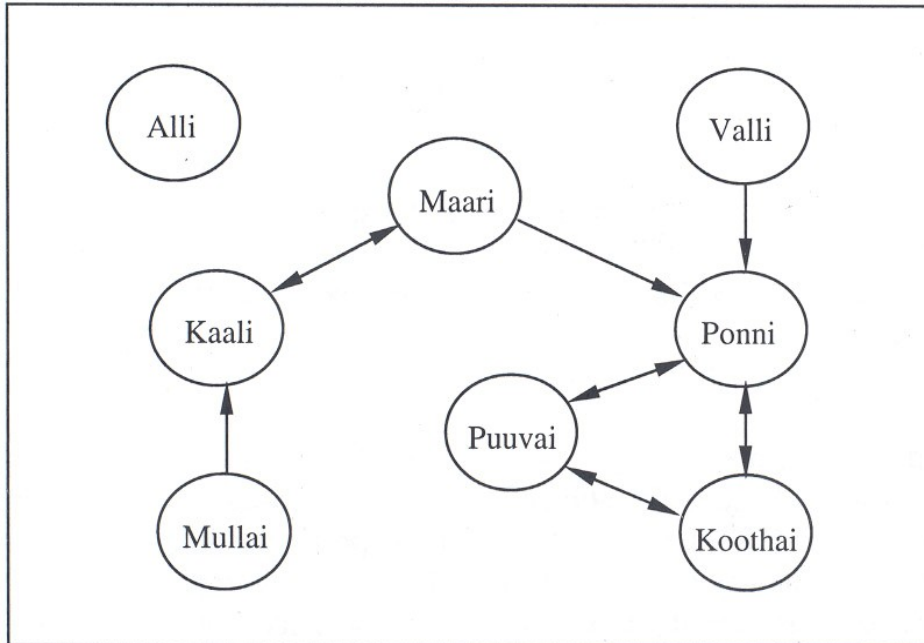 Alli
Valli
Maari
Kaali
Ponni
Puuvai
Mullai
Koothai